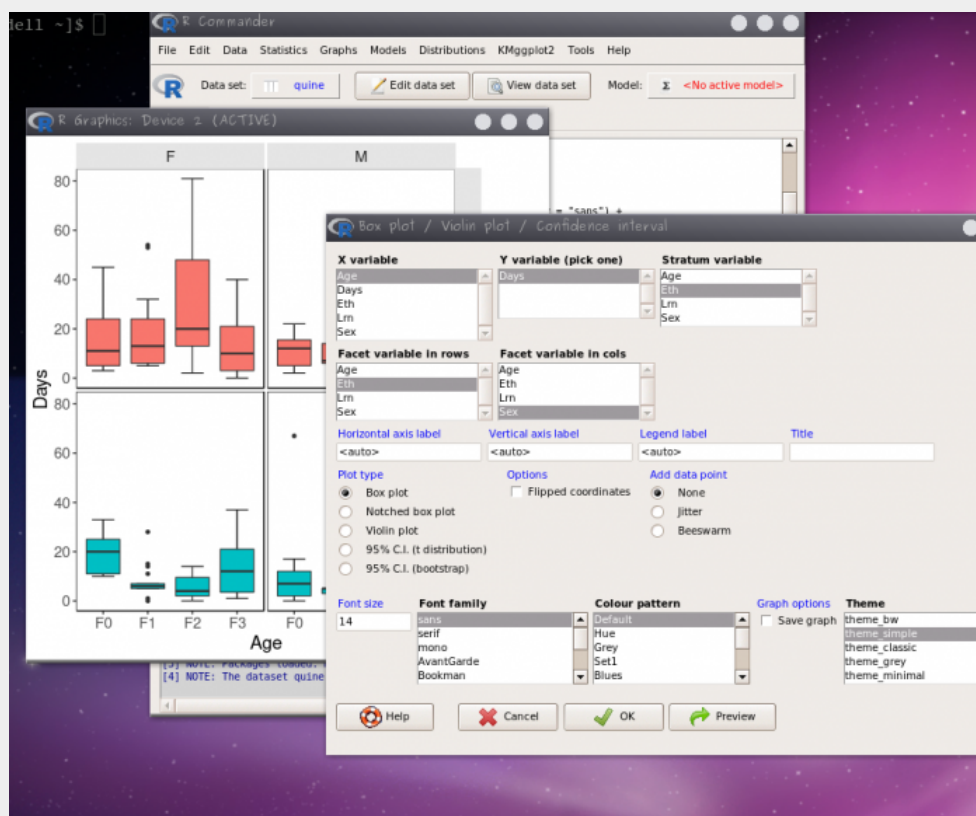 dell ~]$
R Commander
File Edit Data Statistics Graphs Models Distributions KMggplot2 Tools Help
Data set: quine Edit data set View data set Model: Σ <No active model>
R Graphics: Device 2 (ACTIVE)
F M
80
60
40
20
0
80
60
40
20
0
Days
F0 F1 F2 F3 F0
Age
= "sans") +
[3] NOTE: Packages loaded:
[4] NOTE: The dataset quine
Box plot / Violin plot / Confidence interval
X variable Y variable (pick one) Stratum variable
Age Days Age
Days Eth
Eth Lrn
Lrn Sex
Sex
Facet variable in rows Facet variable in cols
Age Age
Eth Eth
Lrn Lrn
Sex Sex
Horizontal axis label Vertical axis label Legend label Title
<auto> <auto> <auto>
Plot type Options Add data point
Box plot Flipped coordinates None
Notched box plot Jitter
Violin plot Beeswarm
95% C.I. (t distribution)
95% C.I. (bootstrap)
Font size Font family Colour pattern Graph options Theme
14 sans Default Save graph theme_bw
serif Hue theme_simple
mono Grey theme_classic
AvantGarde Set1 theme_grey
Bookman Blues theme_minimal
Help Cancel OK Preview